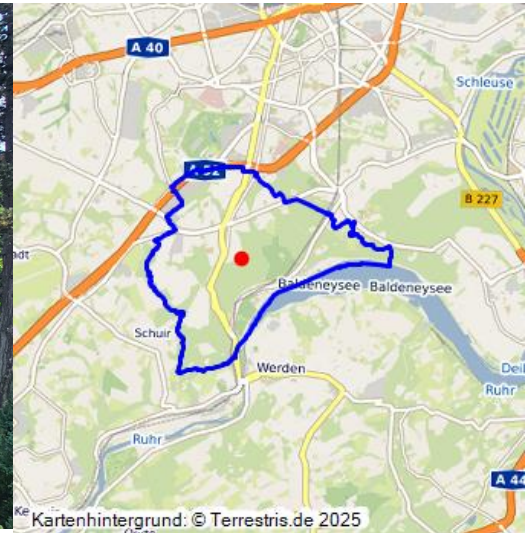 A 40
Schleuse
A 52
B 227
adt
Baldeneysee Baldeneysee
Schuir
Deil
Werden
Ruhr
Ruhr
A 44
Ke
Kartenhintergrund: © Terrestris.de 2025